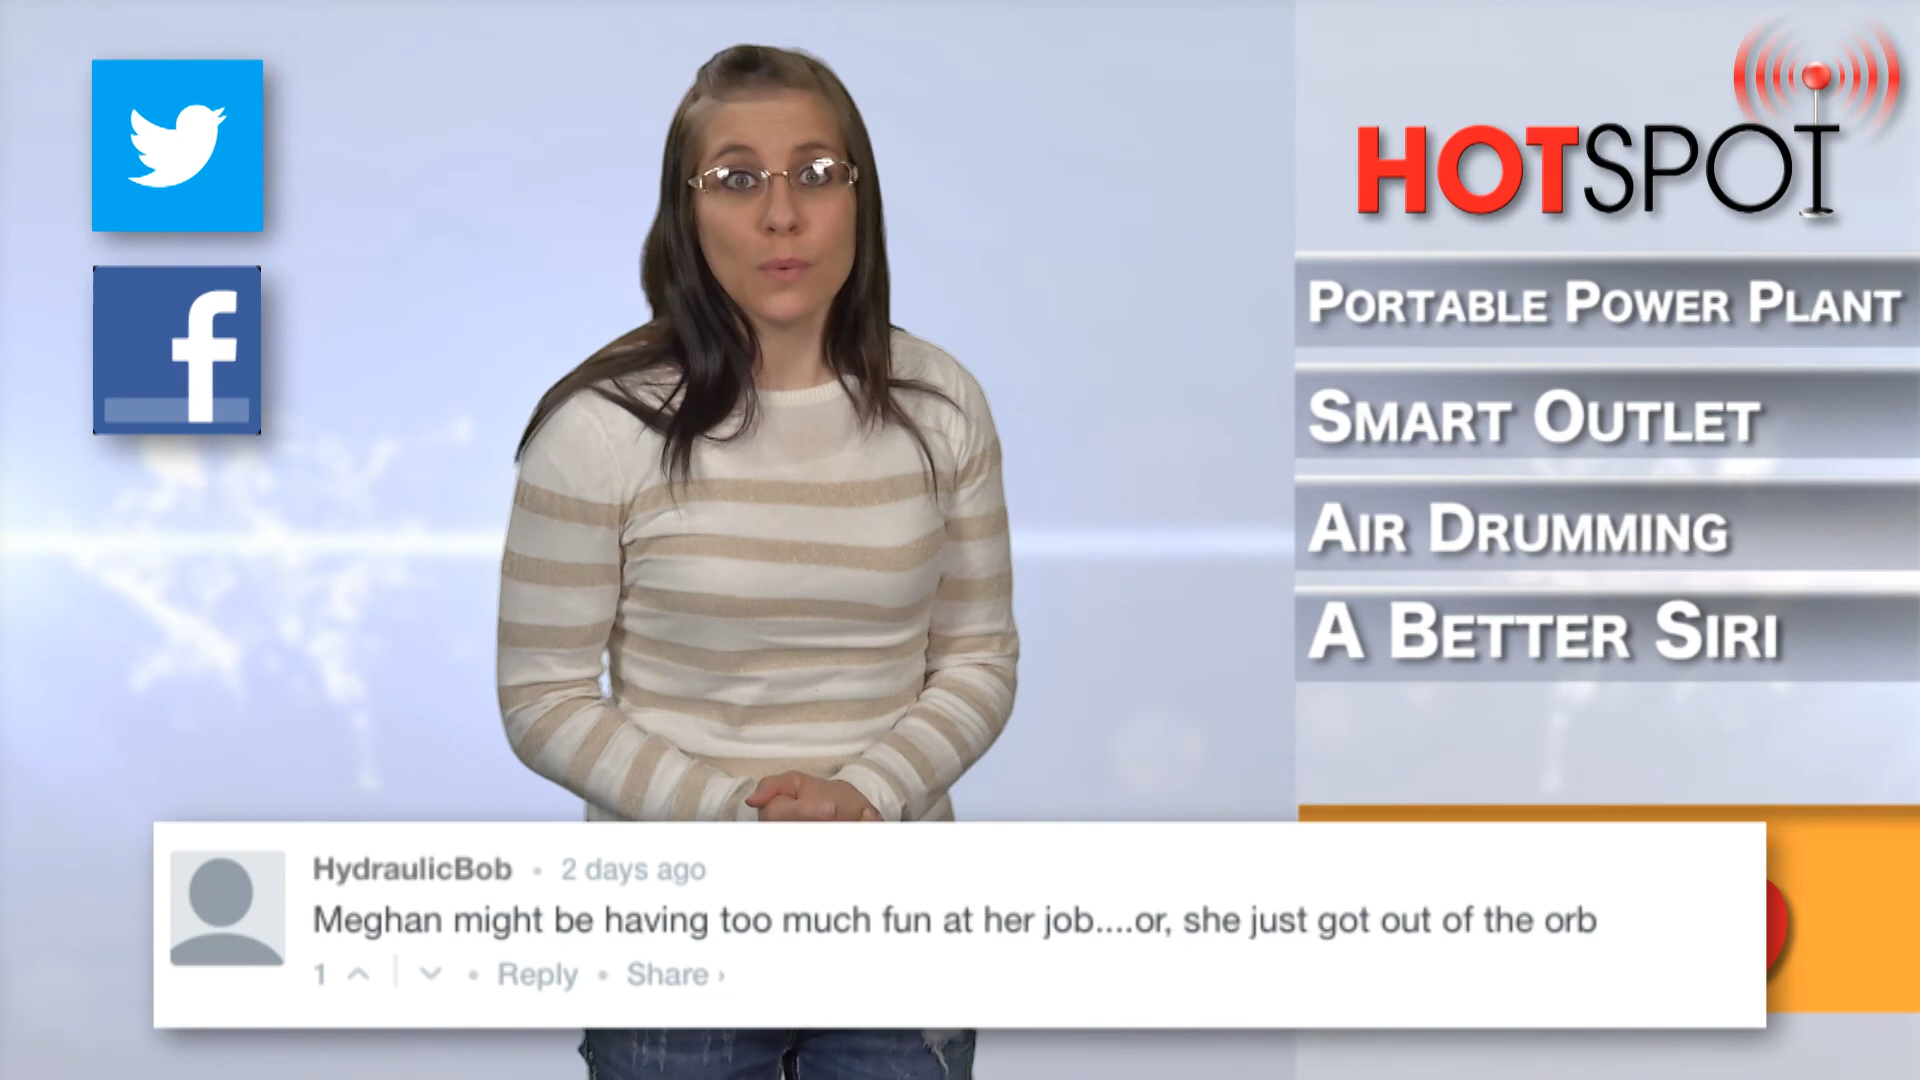 HOTSPOT
PORTABLE POWER PLANT
SMART OUTLET
AIR DRUMMING
A BETTER SIRI
HydraulicBob • 2 days ago
Meghan might be having too much fun at her job....or, she just got out of the orb
1 • Reply • Share ›